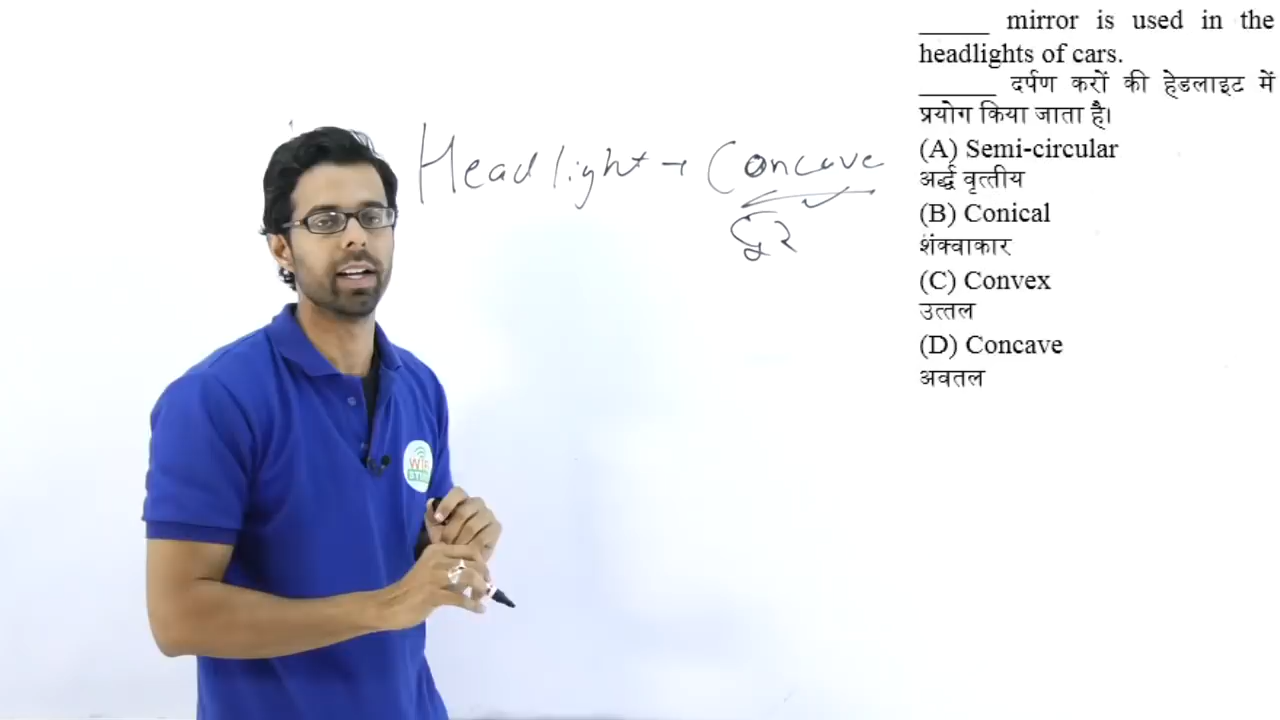 _____ mirror is used in the
headlights of cars.
______ दर्पण करों की हेडलाइट में
प्रयोग किया जाता है।
(A) Semi-circular
अर्द्ध वृत्तीय
(B) Conical
शंक्वाकार
(C) Convex
उत्तल
(D) Concave
अवतल
Headlight → Concave
दूर